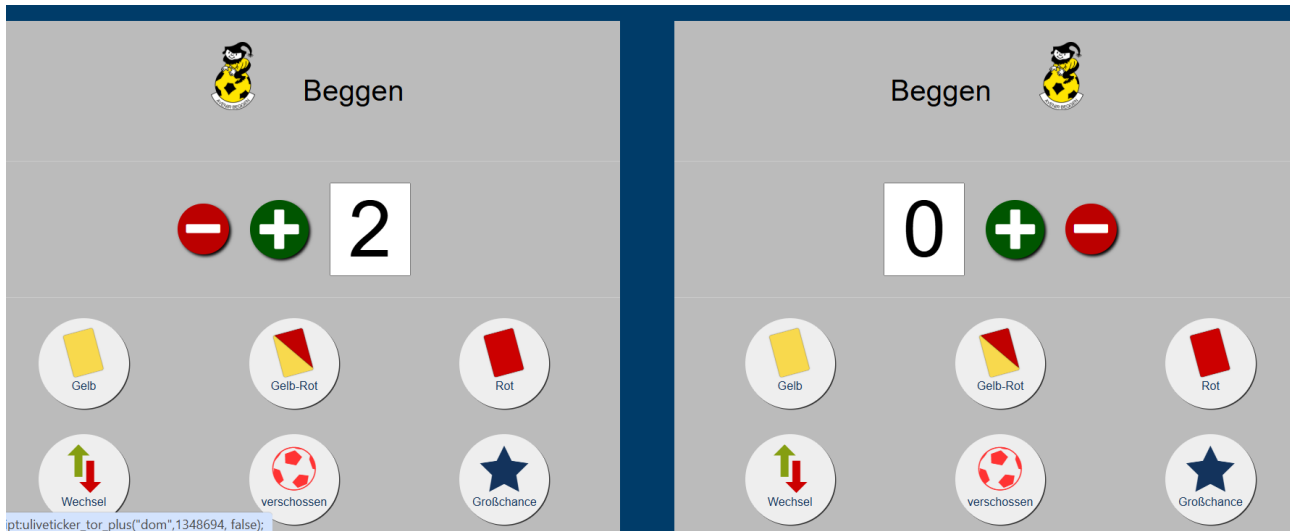 Beggen
Beggen
2
0
Gelb
Gelb-Rot
Rot
Gelb
Gelb-Rot
Rot
Wechsel
verschossen
Großchance
Wechsel
verschossen
Großchance
ipt:uliveticker_tor_plus("dom",1348694, false);